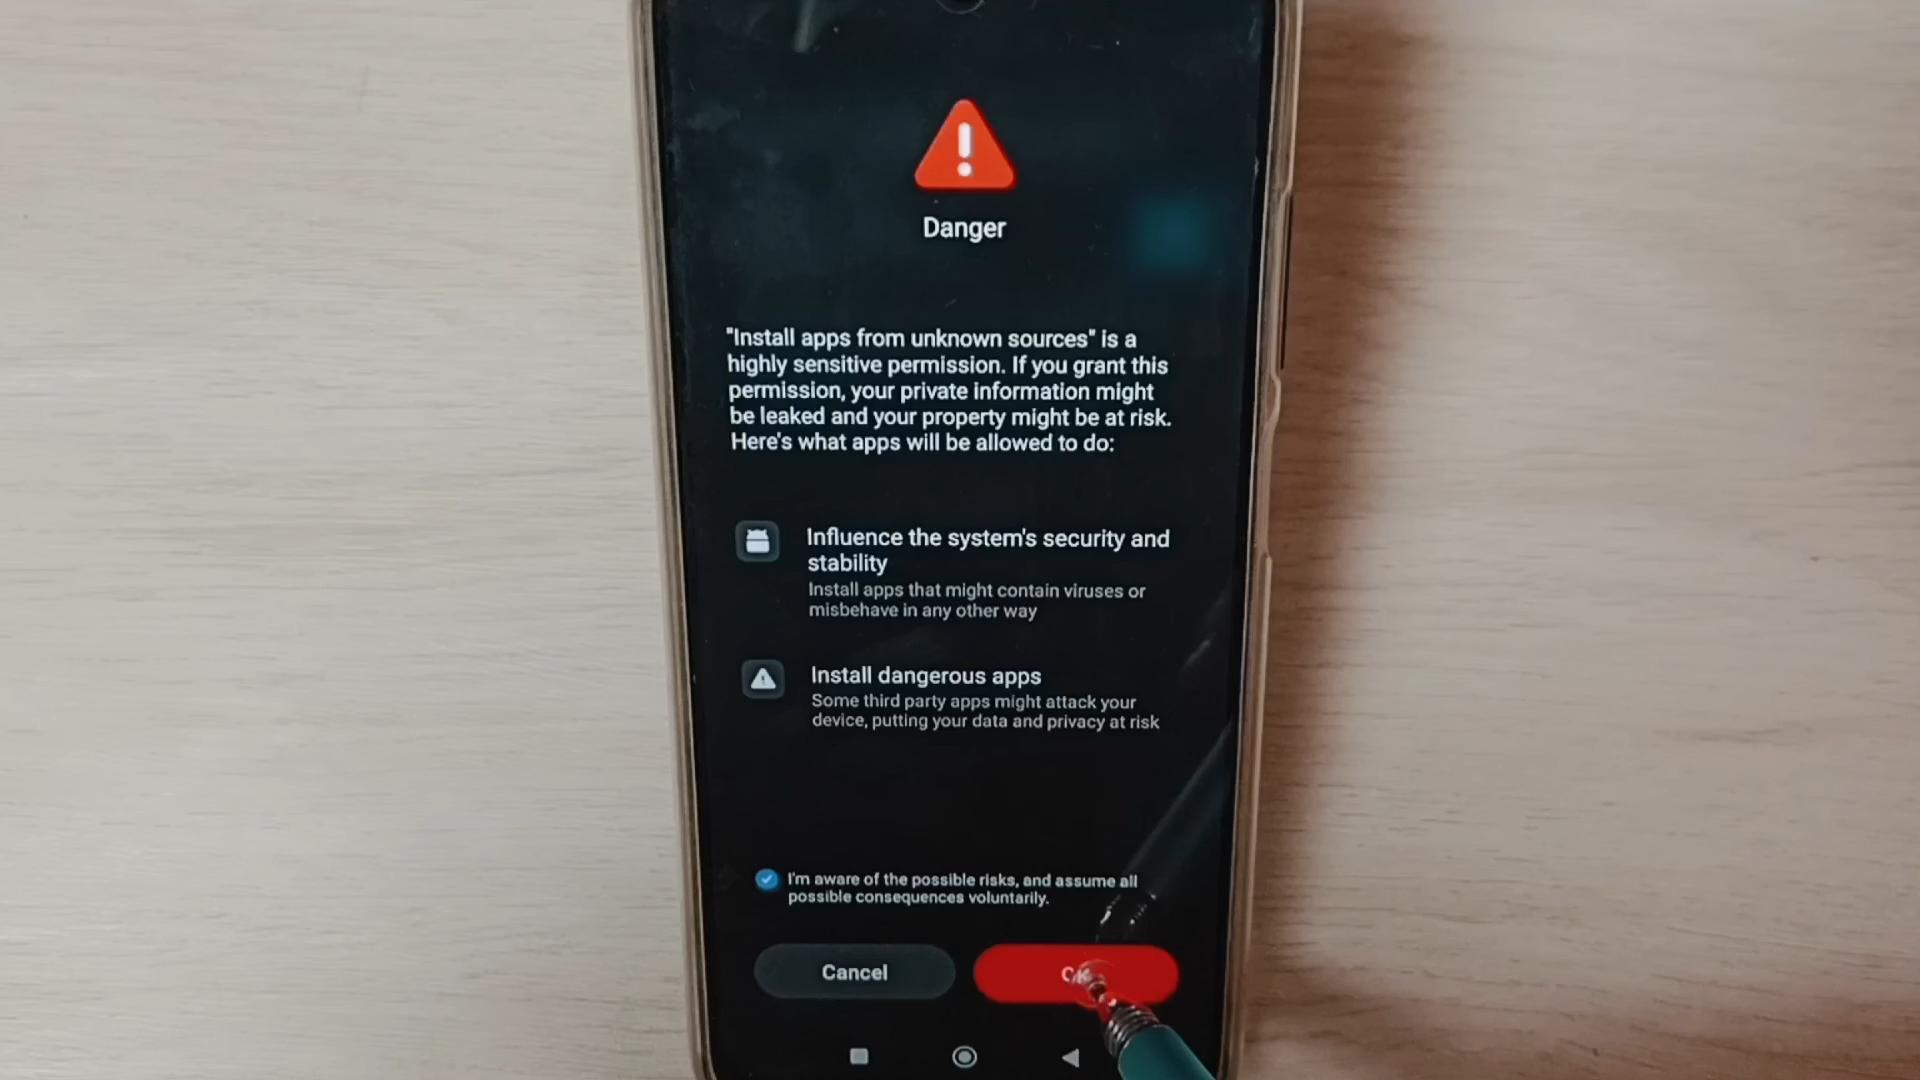 Danger
"Install apps from unknown sources" is a
highly sensitive permission. If you grant this
permission, your private information might
be leaked and your property might be at risk.
Here's what apps will be allowed to do:
Influence the system's security and
stability
Install apps that might contain viruses or
misbehave in any other way
Install dangerous apps
Some third party apps might attack your
device, putting your data and privacy at risk
I'm aware of the possible risks, and assume all
possible consequences voluntarily.
Cancel
OK